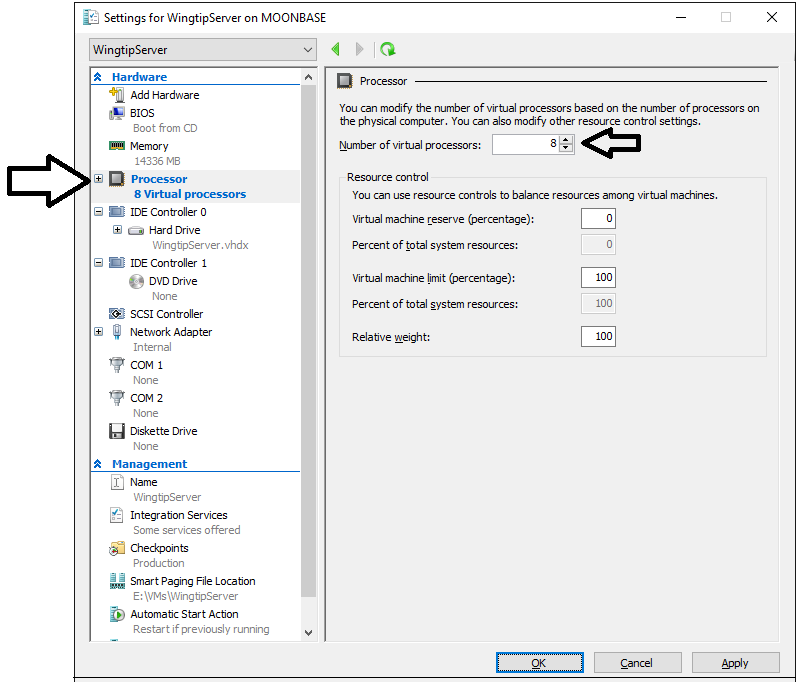 Settings for WingtipServer on MOONBASE
WingtipServer
Hardware
Add Hardware
BIOS
Boot from CD
Memory
14336 MB
Processor
8 Virtual processors
IDE Controller 0
Hard Drive
WingtipServer.vhdx
IDE Controller 1
DVD Drive
None
SCSI Controller
Network Adapter
Internal
COM 1
None
COM 2
None
Diskette Drive
None
Management
Name
WingtipServer
Integration Services
Some services offered
Checkpoints
Production
Smart Paging File Location
E:\VMs\WingtipServer
Automatic Start Action
Restart if previously running
Processor
You can modify the number of virtual processors based on the number of processors on
the physical computer. You can also modify other resource control settings.
Number of virtual processors: 8
Resource control
You can use resource controls to balance resources among virtual machines.
Virtual machine reserve (percentage): 0
Percent of total system resources: 0
Virtual machine limit (percentage): 100
Percent of total system resources: 100
Relative weight: 100
OK Cancel Apply